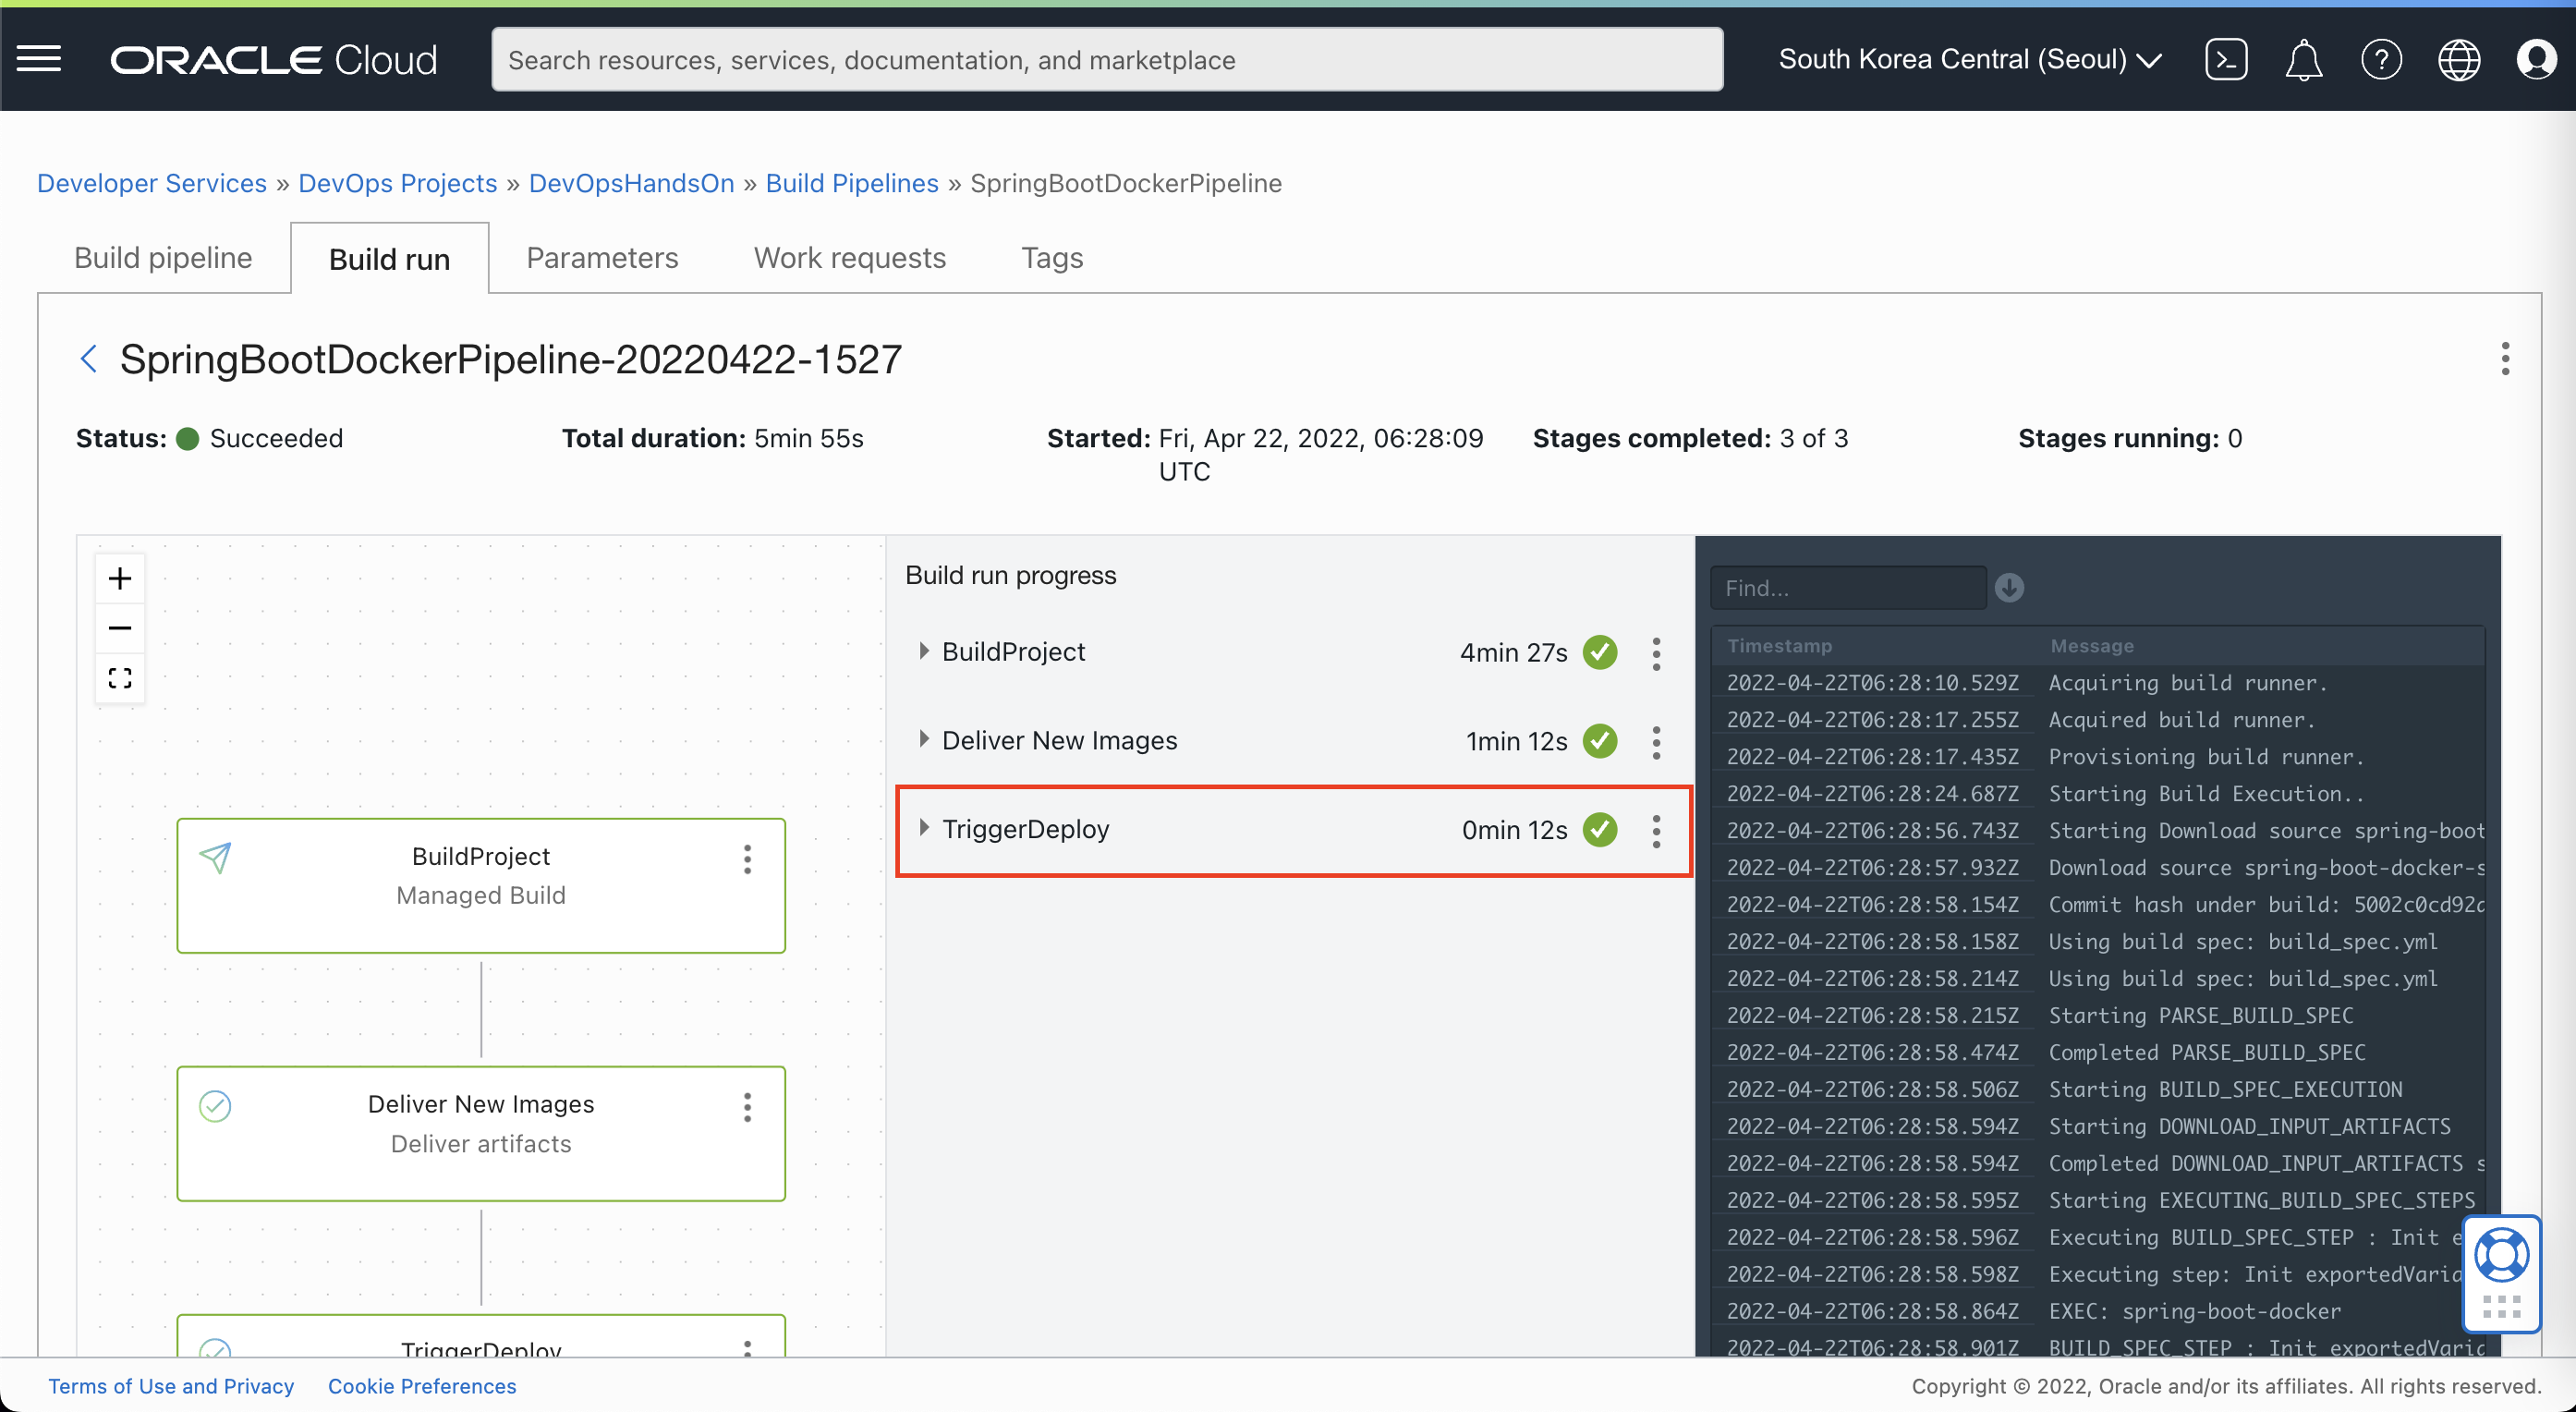 ORACLE Cloud
Search resources, services, documentation, and marketplace
South Korea Central (Seoul)
Developer Services » DevOps Projects » DevOpsHandsOn » Build Pipelines » SpringBootDockerPipeline
Build pipeline
Build run
Parameters
Work requests
Tags
SpringBootDockerPipeline-20220422-1527
Status: Succeeded
Total duration: 5min 55s
Started: Fri, Apr 22, 2022, 06:28:09
UTC
Stages completed: 3 of 3
Stages running: 0
BuildProject
Managed Build
Deliver New Images
Deliver artifacts
TriggerDeploy
Build run progress
BuildProject 4min 27s
Deliver New Images 1min 12s
TriggerDeploy 0min 12s
Find...
Timestamp Message
2022-04-22T06:28:10.529Z Acquiring build runner.
2022-04-22T06:28:17.255Z Acquired build runner.
2022-04-22T06:28:17.435Z Provisioning build runner.
2022-04-22T06:28:24.687Z Starting Build Execution..
2022-04-22T06:28:56.743Z Starting Download source spring-boot
2022-04-22T06:28:57.932Z Download source spring-boot-docker-s
2022-04-22T06:28:58.154Z Commit hash under build: 5002c0cd92
2022-04-22T06:28:58.158Z Using build spec: build_spec.yml
2022-04-22T06:28:58.214Z Using build spec: build_spec.yml
2022-04-22T06:28:58.215Z Starting PARSE_BUILD_SPEC
2022-04-22T06:28:58.474Z Completed PARSE_BUILD_SPEC
2022-04-22T06:28:58.506Z Starting BUILD_SPEC_EXECUTION
2022-04-22T06:28:58.594Z Starting DOWNLOAD_INPUT_ARTIFACTS
2022-04-22T06:28:58.594Z Completed DOWNLOAD_INPUT_ARTIFACTS s
2022-04-22T06:28:58.595Z Starting EXECUTING_BUILD_SPEC_STEPS
2022-04-22T06:28:58.596Z Executing BUILD_SPEC_STEP : Init e
2022-04-22T06:28:58.598Z Executing step: Init exportedVaria
2022-04-22T06:28:58.864Z EXEC: spring-boot-docker
2022-04-22T06:28:58.901Z BUILD_SPEC_STEP : Init exportedVaria
Terms of Use and Privacy
Cookie Preferences
Copyright © 2022, Oracle and/or its affiliates. All rights reserved.